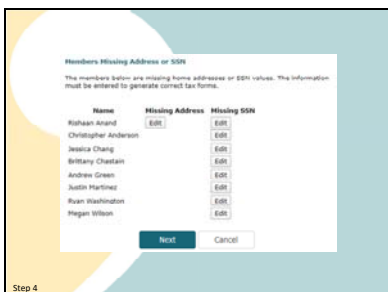 Members Missing Address or SSN
The members below are missing home addresses or SSN values. The information
must be entered to generate correct tax forms.
Name Missing Address Missing SSN
Rishaan Anand Edit Edit
Christopher Anderson Edit
Jessica Chang Edit
Brittany Chastain Edit
Andrew Green Edit
Justin Martinez Edit
Ryan Washington Edit
Megan Wilson Edit
Next Cancel
Step 4